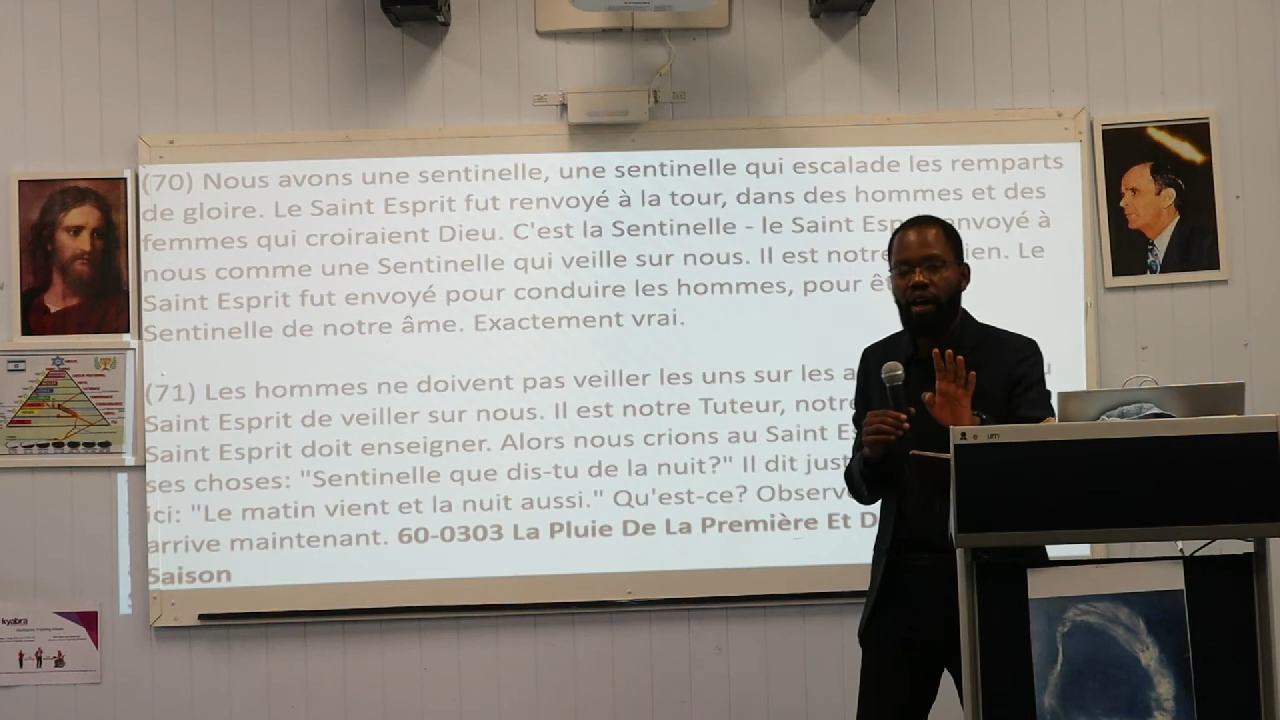 (70) Nous avons une sentinelle, une sentinelle qui escalade les remparts
de gloire. Le Saint Esprit fut renvoyé à la tour, dans des hommes et des
femmes qui croiraient Dieu. C'est la Sentinelle - le Saint Esp envoyé à
nous comme une Sentinelle qui veille sur nous. Il est notre ien. Le
Saint Esprit fut envoyé pour conduire les hommes, pour êt
Sentinelle de notre âme. Exactement vrai.
(71) Les hommes ne doivent pas veiller les uns sur les a
Saint Esprit de veiller sur nous. Il est notre Tuteur, notre
Saint Esprit doit enseigner. Alors nous crions au Saint E
ses choses: "Sentinelle que dis-tu de la nuit?" Il dit just
ici: "Le matin vient et la nuit aussi." Qu'est-ce? Observe
arrive maintenant. 60-0303 La Pluie De La Première Et D
Saison
kyabra